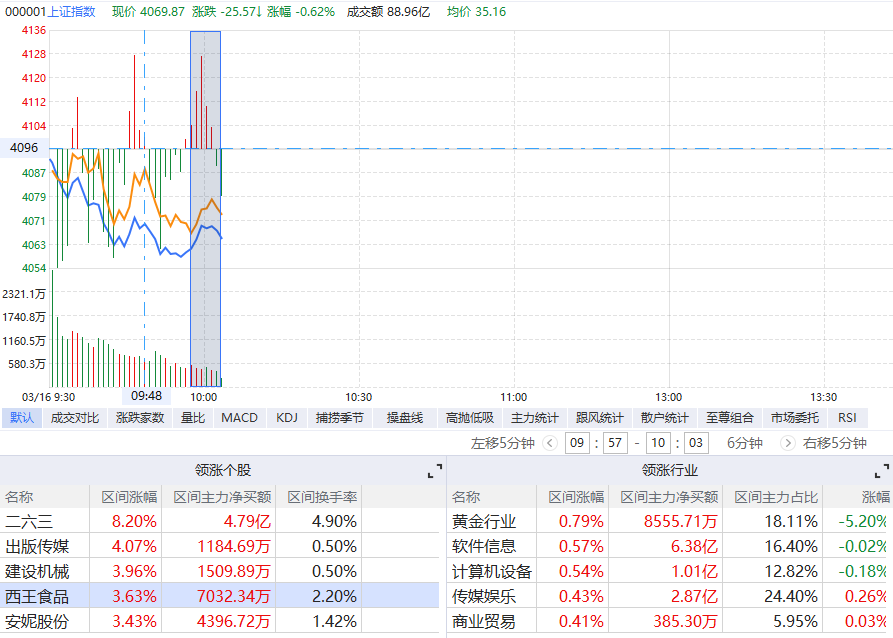 000001上证指数 现价 4069.87 涨跌 -25.57↓ 涨幅 -0.62% 成交额 88.96亿 均价 35.16
4136
4128
4120
4112
4104
4096
4087
4079
4071
4063
4054
2321.1万
1740.8万
1160.5万
580.3万
03/16 9:30 09:48 10:00 10:30 11:00 13:00 13:30
默认 成交对比 涨跌家数 量比 MACD KDJ 捕捞季节 操盘线 高抛低吸 主力统计 跟风统计 散户统计 至尊组合 市场委托 RSI
左移5分钟 09 : 57 - 10 : 03 6分钟 右移5分钟
领涨个股 领涨行业
名称 区间涨幅 区间主力净买额 区间换手率 名称 区间涨幅 区间主力净买额 区间主力占比 涨幅
二六三 8.20% 4.79亿 4.90% 黄金行业 0.79% 8555.71万 18.11% -5.20%
出版传媒 4.07% 1184.69万 0.50% 软件信息 0.57% 6.38亿 16.40% -0.02%
建设机械 3.96% 1509.89万 0.50% 计算机设备 0.54% 1.01亿 12.82% -0.18%
西王食品 3.63% 7032.34万 2.20% 传媒娱乐 0.43% 2.87亿 24.40% 0.26%
安妮股份 3.43% 4396.72万 1.42% 商业贸易 0.41% 385.30万 5.95% 0.03%